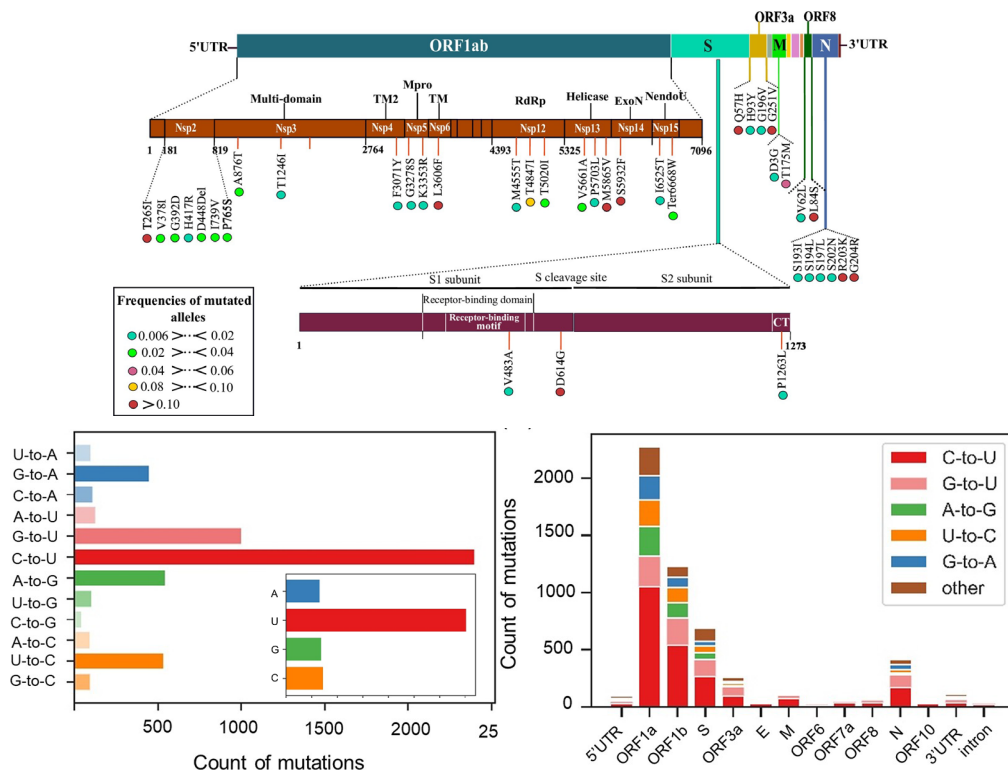 ORF3a ORF8
5'UTR ORF1ab S M N 3'UTR
Multi-domain TM2 Mpro TM RdRp Helicase ExoN NendoU
Nsp2 Nsp3 Nsp4 Nsp5 Nsp6 Nsp12 Nsp13 Nsp14 Nsp15
1 181 819 2764 4393 5325 7096
T265I
V378I
G392D
H417R
D448Del
I739V
P765S
A876T
T1246I
F3071Y
G3278S
K3353R
L3606F
M4555T
T4847I
T5020I
V5661A
P5703L
M5865V
S5932F
I6525T
Ter6668W
Q57H
H93Y
G196V
G251V
D3G
T175M
V62L
L84S
S193I
S194L
S197L
S202N
R203K
G204R
S1 subunit S cleavage site S2 subunit
Receptor-binding domain
Receptor-binding
motif
CT
1 1273
V483A
D614G
P1263L
Frequencies of mutated
alleles
0.006 >···< 0.02
0.02 >···< 0.04
0.04 >···< 0.06
0.08 >···< 0.10
>0.10
U-to-A
G-to-A
C-to-A
A-to-U
G-to-U
C-to-U
A-to-G
U-to-G
C-to-G
A-to-C
U-to-C
G-to-C
A
U
G
C
500 1000 2000 25
Count of mutations
Count of mutations
2000
1500
1000
500
0
C-to-U
G-to-U
A-to-G
U-to-C
G-to-A
other
5'UTR
ORF1a
ORF1b
S
ORF3a
E
M
ORF6
ORF7a
ORF8
N
ORF10
3'UTR
intron